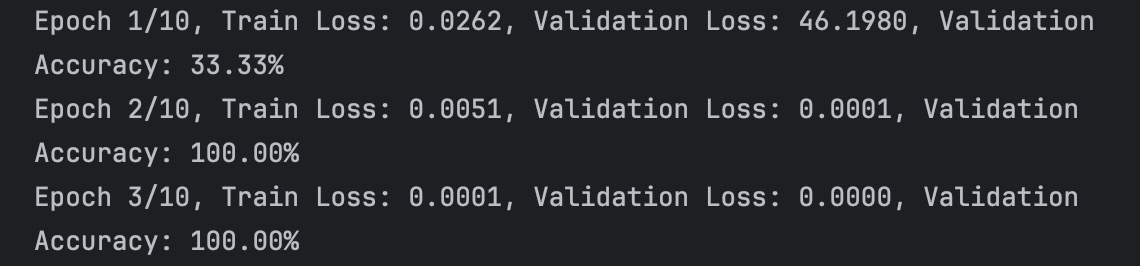 Epoch 1/10, Train Loss: 0.0262, Validation Loss: 46.1980, Validation
Accuracy: 33.33%
Epoch 2/10, Train Loss: 0.0051, Validation Loss: 0.0001, Validation
Accuracy: 100.00%
Epoch 3/10, Train Loss: 0.0001, Validation Loss: 0.0000, Validation
Accuracy: 100.00%